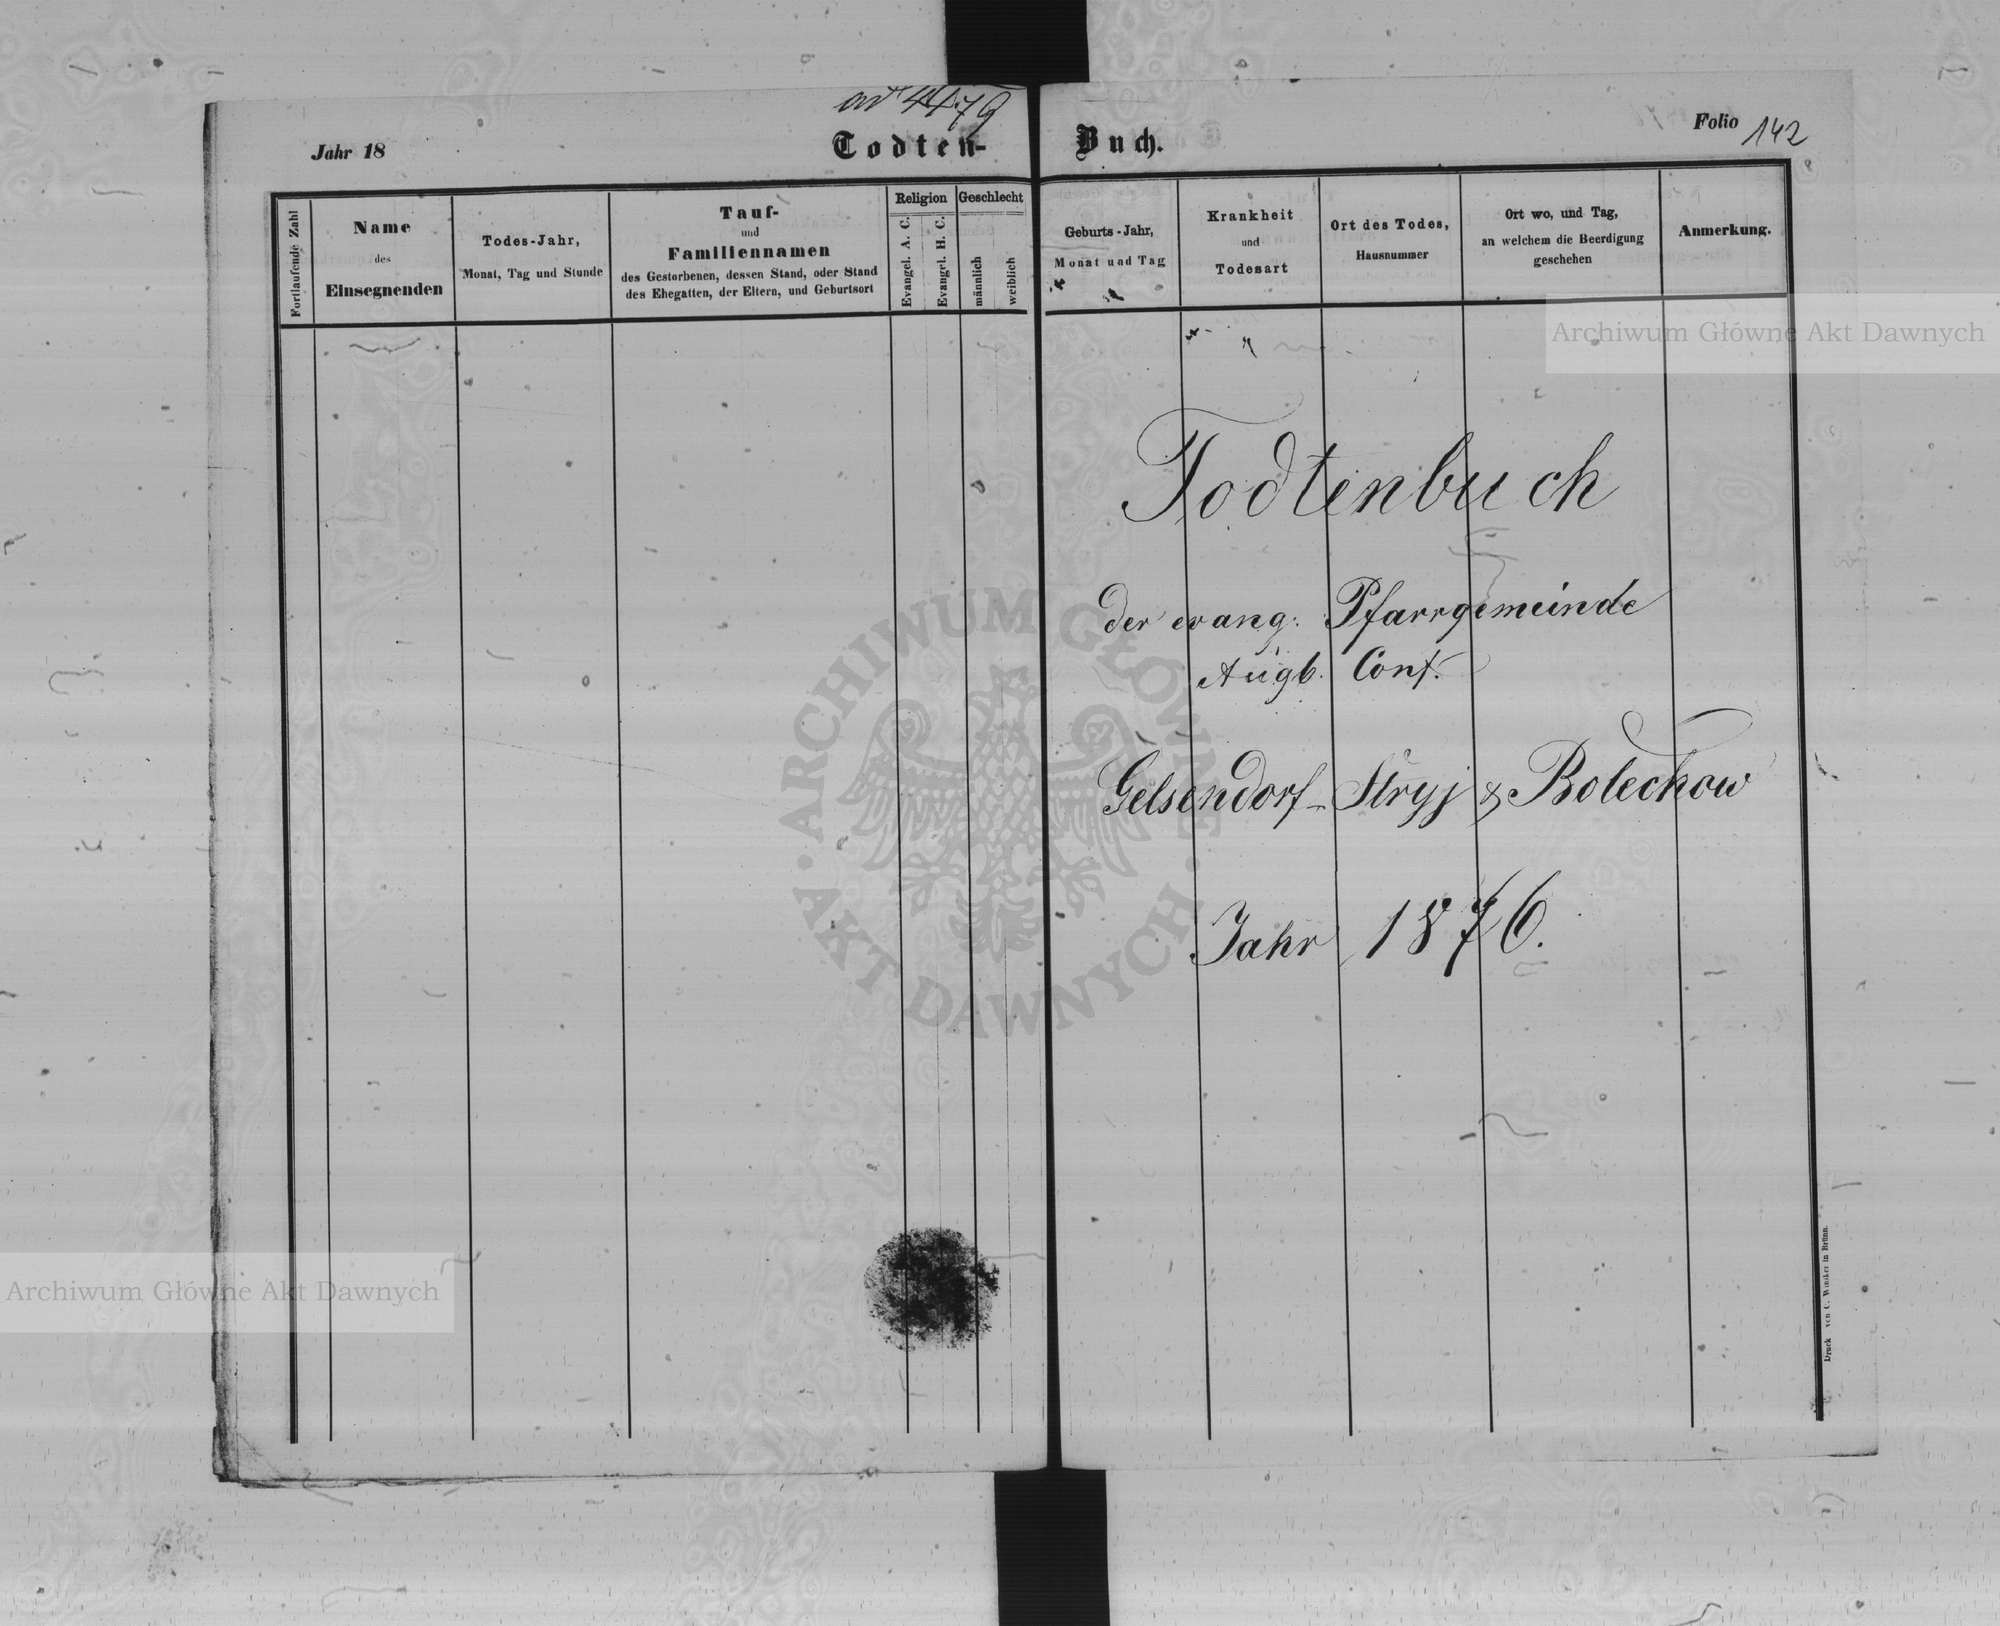 ad 4479
Jahr 18
Todten-
Buch.
Folio 142
Fortlaufende Zahl
Name
des
Einsegnenden
Todes-Jahr,
Monat, Tag und Stunde
Tauf-
und
Familiennamen
des Gestorbenen, dessen Stand, oder Stand
des Ehegatten, der Eltern, und Geburtsort
Religion
Evangel. A. C.
Evangel. H. C.
Geschlecht
männlich
weiblich
Geburts-Jahr,
Monat und Tag
Krankheit
und
Todesart
Ort des Todes,
Hausnummer
Ort wo, und Tag,
an welchem die Beerdigung
geschehen
Anmerkung.
Todtenbuch
der evang: Pfarrgemeinde
Augb. Conf.
Gelsendorf - Stryj & Bolechow
Jahr 1876.
Druck von C. Winiker in Brünn.
Archiwum Główne Akt Dawnych
Archiwum Główne Akt Dawnych
ARCHIWUM GŁÓWNE · AKT DAWNYCH ·